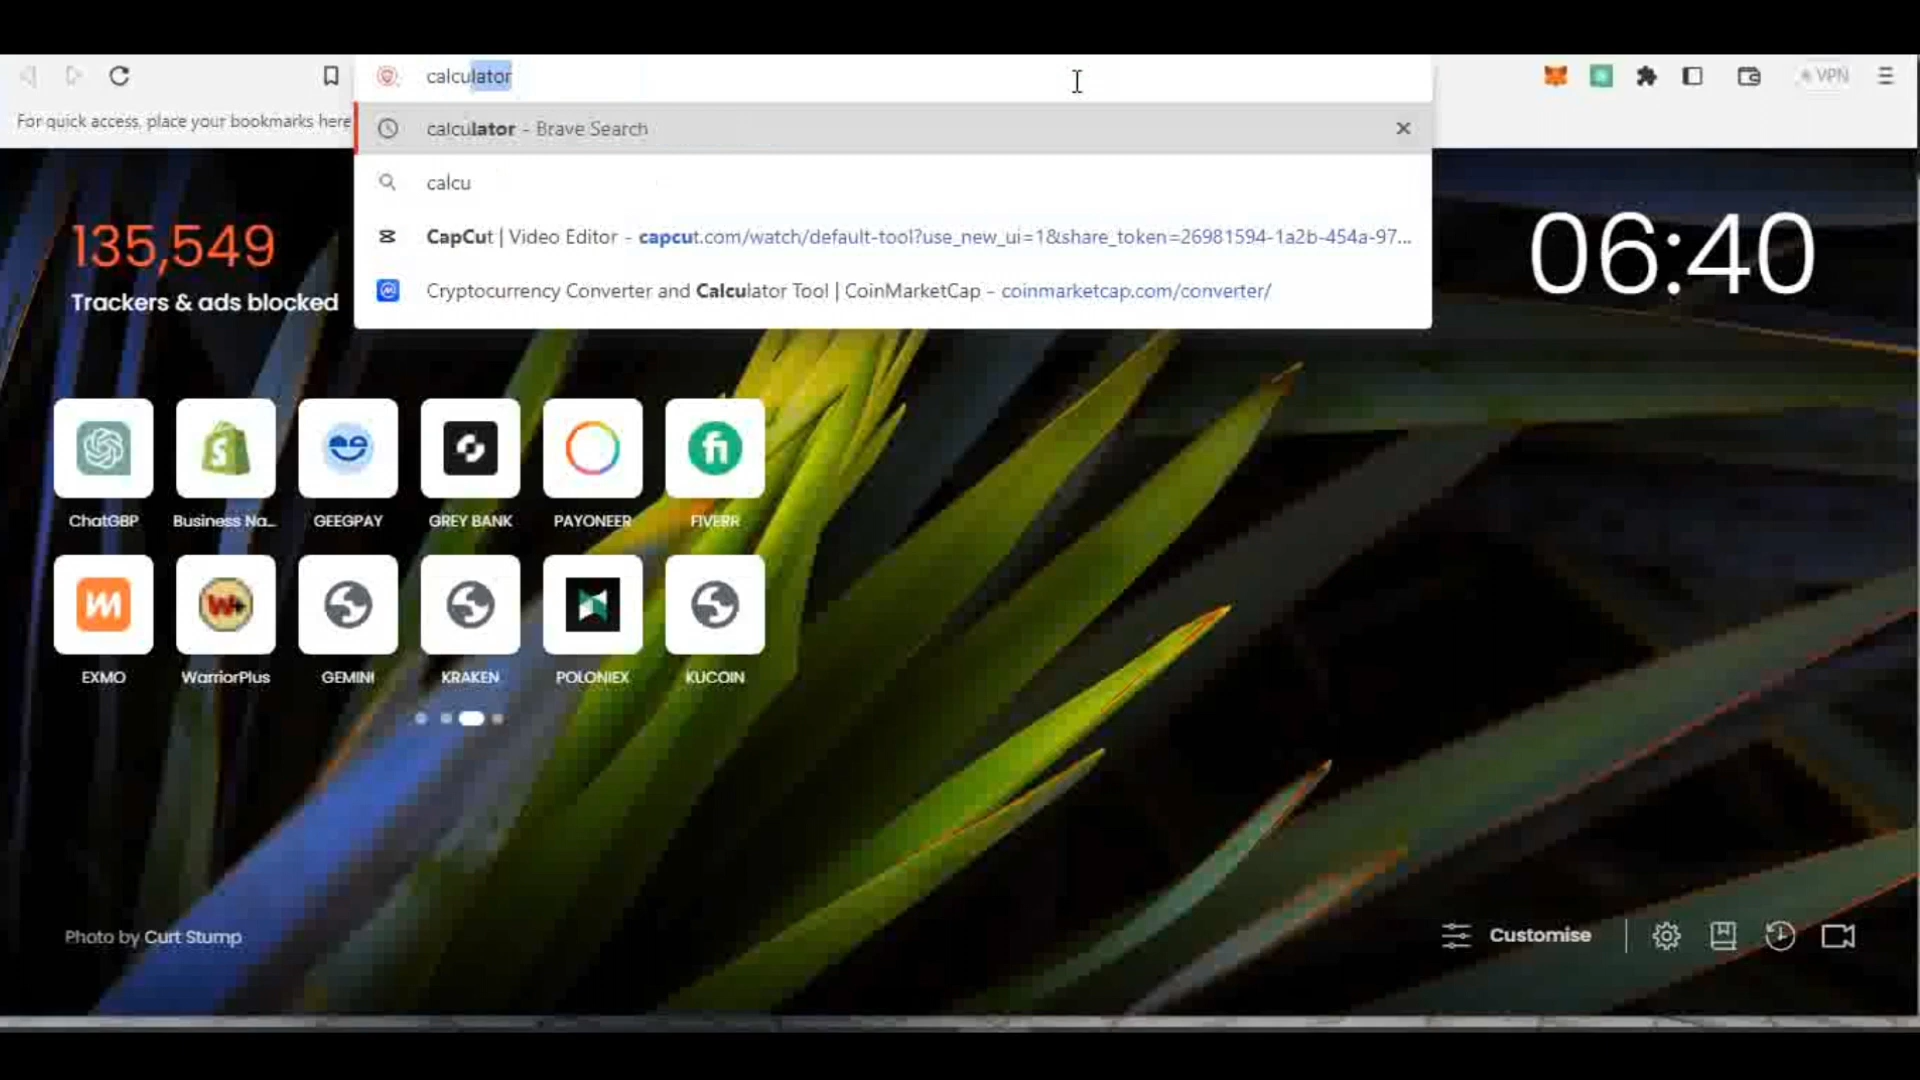 calculator
VPN
For quick access, place your bookmarks here
calculator - Brave Search
calcu
CapCut | Video Editor - capcut.com/watch/default-tool?use_new_ui=1&share_token=26981594-1a2b-454a-97...
Cryptocurrency Converter and Calculator Tool | CoinMarketCap - coinmarketcap.com/converter/
135,549
Trackers & ads blocked
06:40
ChatGBP
Business Na...
GEEGPAY
GREY BANK
PAYONEER
FIVERR
EXMO
WarriorPlus
GEMINI
KRAKEN
POLONIEX
KUCOIN
Photo by Curt Stump
Customise